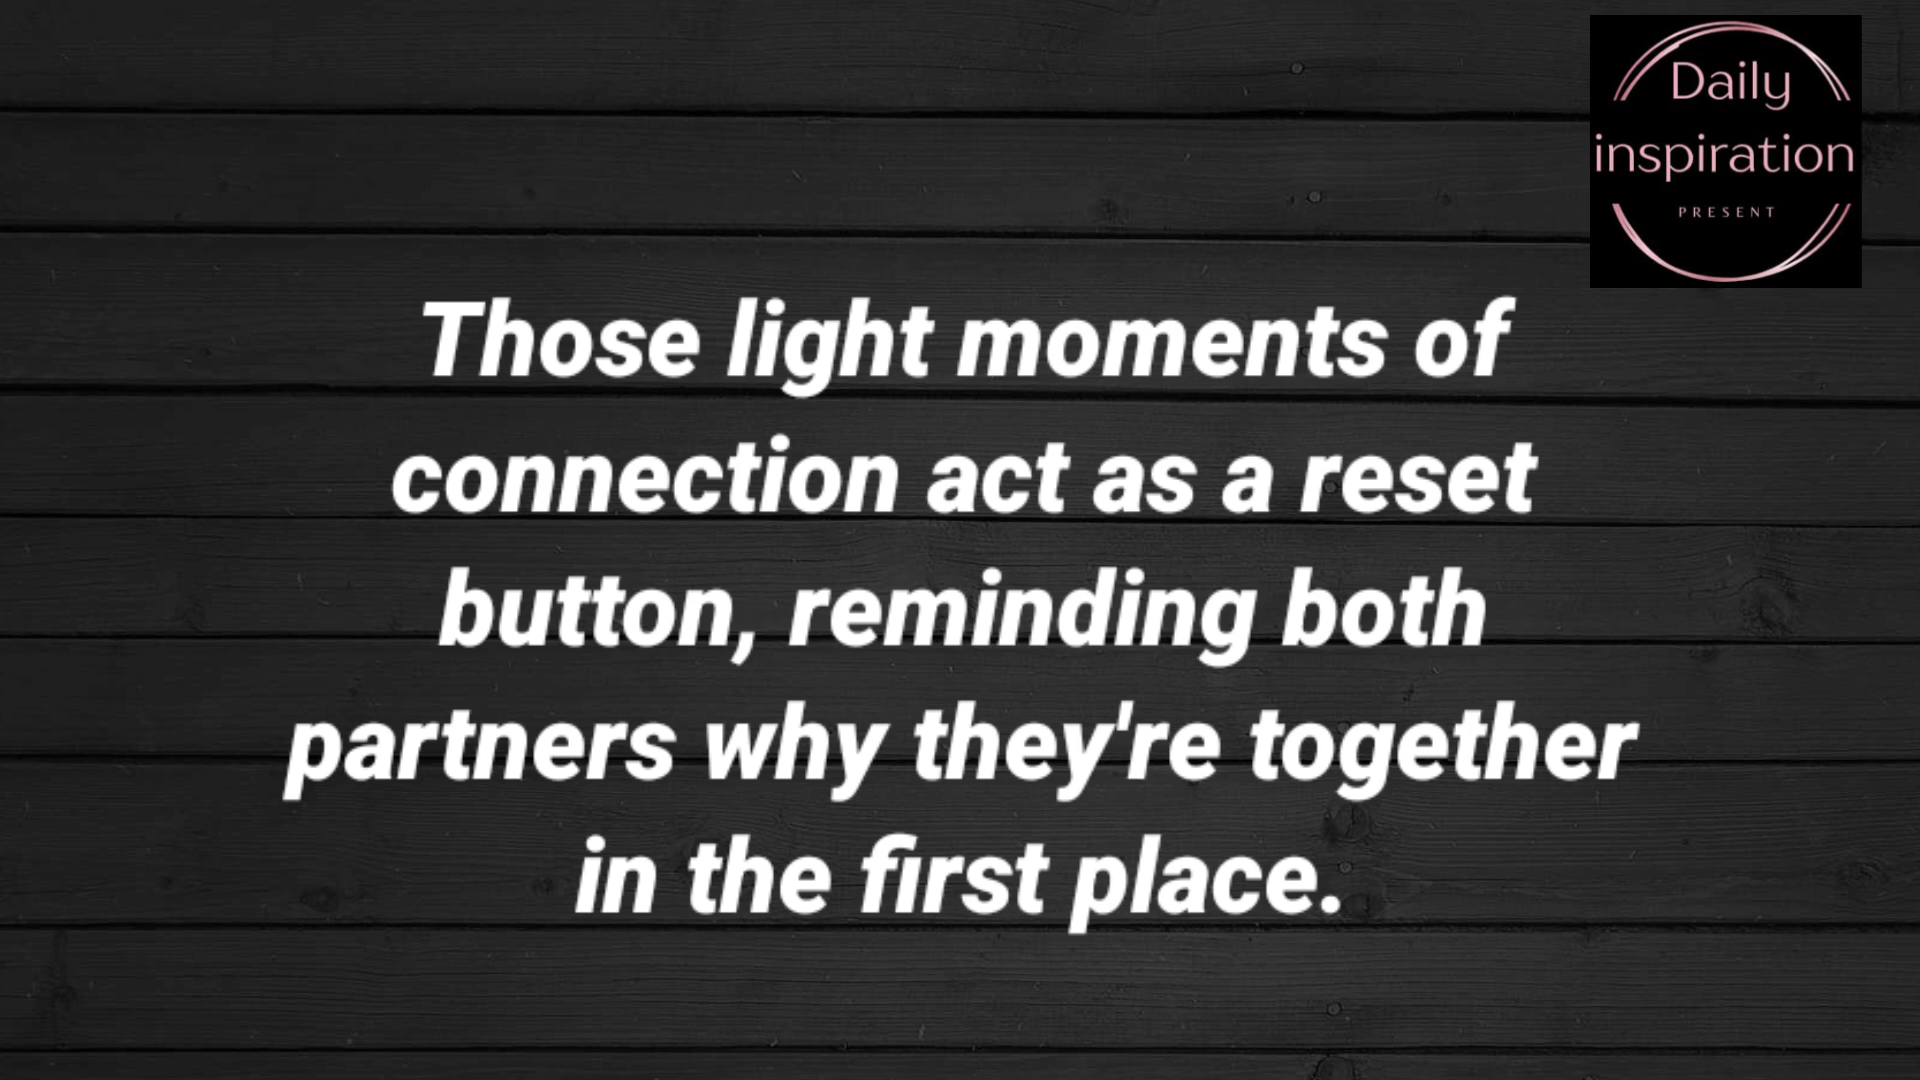 Daily
inspiration
PRESENT
Those light moments of
connection act as a reset
button, reminding both
partners why they're together
in the first place.